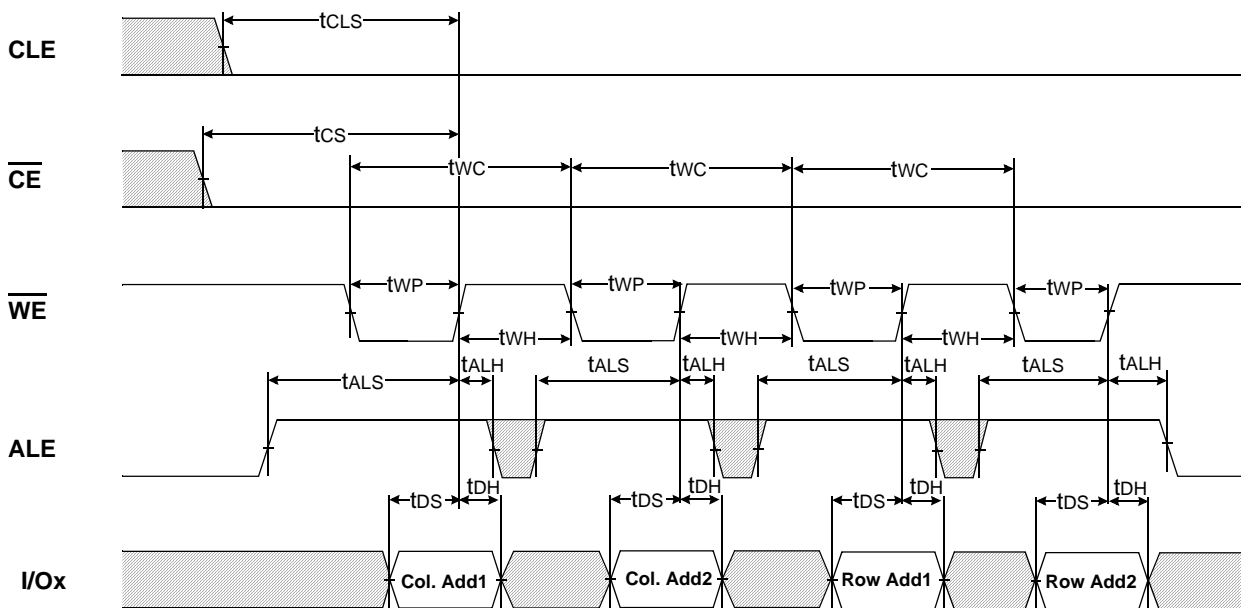 CLE
tCLS
CE
tCS
tWC tWC tWC
WE
tWP tWP tWP tWP
tWH tWH tWH
ALE
tALS tALH tALS tALH tALS tALH tALS tALH
tDS tDH tDS tDH tDS tDH tDS tDH
I/Ox
Col. Add1 Col. Add2 Row Add1 Row Add2